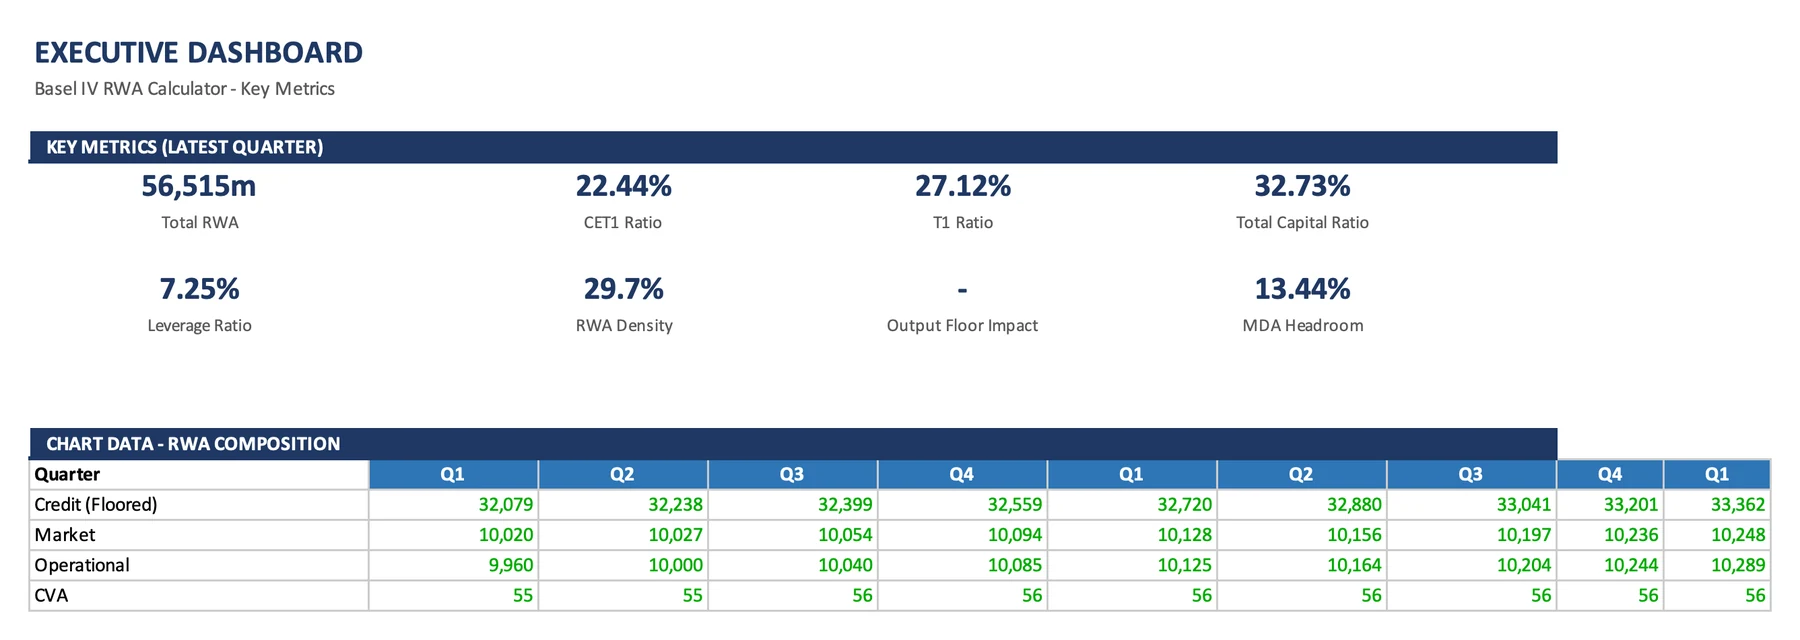 EXECUTIVE DASHBOARD
Basel IV RWA Calculator - Key Metrics
KEY METRICS (LATEST QUARTER)
56,515m 22.44% 27.12% 32.73%
Total RWA CET1 Ratio T1 Ratio Total Capital Ratio
7.25% 29.7% - 13.44%
Leverage Ratio RWA Density Output Floor Impact MDA Headroom
CHART DATA - RWA COMPOSITION
Quarter Q1 Q2 Q3 Q4 Q1 Q2 Q3 Q4 Q1
Credit (Floored) 32,079 32,238 32,399 32,559 32,720 32,880 33,041 33,201 33,362
Market 10,020 10,027 10,054 10,094 10,128 10,156 10,197 10,236 10,248
Operational 9,960 10,000 10,040 10,085 10,125 10,164 10,204 10,244 10,289
CVA 55 55 56 56 56 56 56 56 56